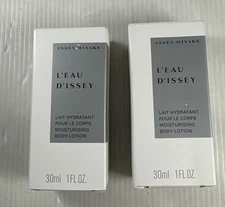 ISSEY MIYAKE
L'EAU
D'ISSEY
LAIT HYDRATANT
POUR LE CORPS
MOISTURISING
BODY LOTION
30ml 1FL.OZ.
ISSEY MIYAKE
L'EAU
D'ISSEY
LAIT HYDRATANT
POUR LE CORPS
MOISTURISING
BODY LOTION
30ml 1FL.OZ.